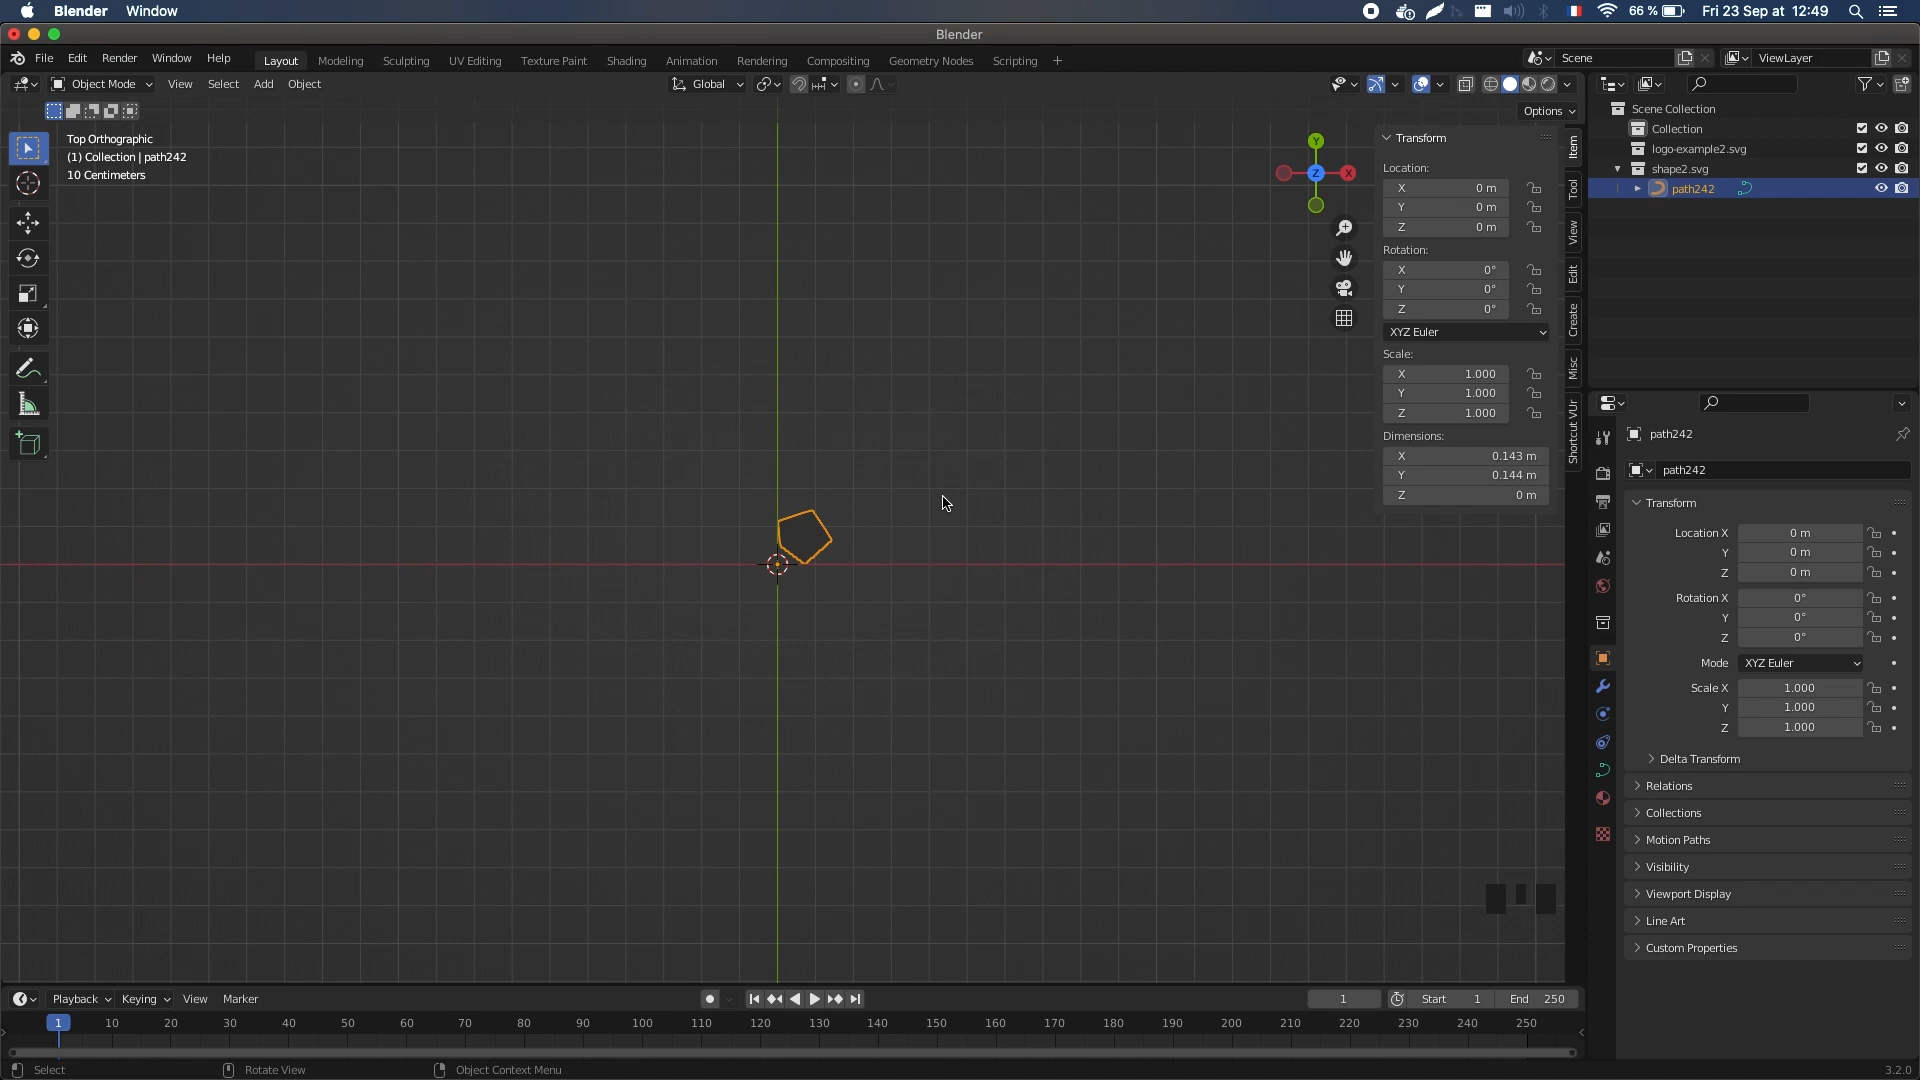 Blender Window 66 % Fri 23 Sep at 12:49
Blender
File Edit Render Window Help Layout Modeling Sculpting UV Editing Texture Paint Shading Animation Rendering Compositing Geometry Nodes Scripting + Scene ViewLayer
Object Mode View Select Add Object Global
Options
Top Orthographic
(1) Collection | path242
10 Centimeters
Y
Z X
Transform
Location:
X 0 m
Y 0 m
Z 0 m
Rotation:
X 0°
Y 0°
Z 0°
XYZ Euler
Scale:
X 1.000
Y 1.000
Z 1.000
Dimensions:
X 0.143 m
Y 0.144 m
Z 0 m
Item
Tool
View
Edit
Create
Misc
Shortcut VUr
Scene Collection
Collection
logo-example2.svg
shape2.svg
path242
path242
path242
Transform
Location X 0 m
Y 0 m
Z 0 m
Rotation X 0°
Y 0°
Z 0°
Mode XYZ Euler
Scale X 1.000
Y 1.000
Z 1.000
Delta Transform
Relations
Collections
Motion Paths
Visibility
Viewport Display
Line Art
Custom Properties
Playback Keying View Marker 1 Start 1 End 250
1 10 20 30 40 50 60 70 80 90 100 110 120 130 140 150 160 170 180 190 200 210 220 230 240 250
Select Rotate View Object Context Menu 3.2.0